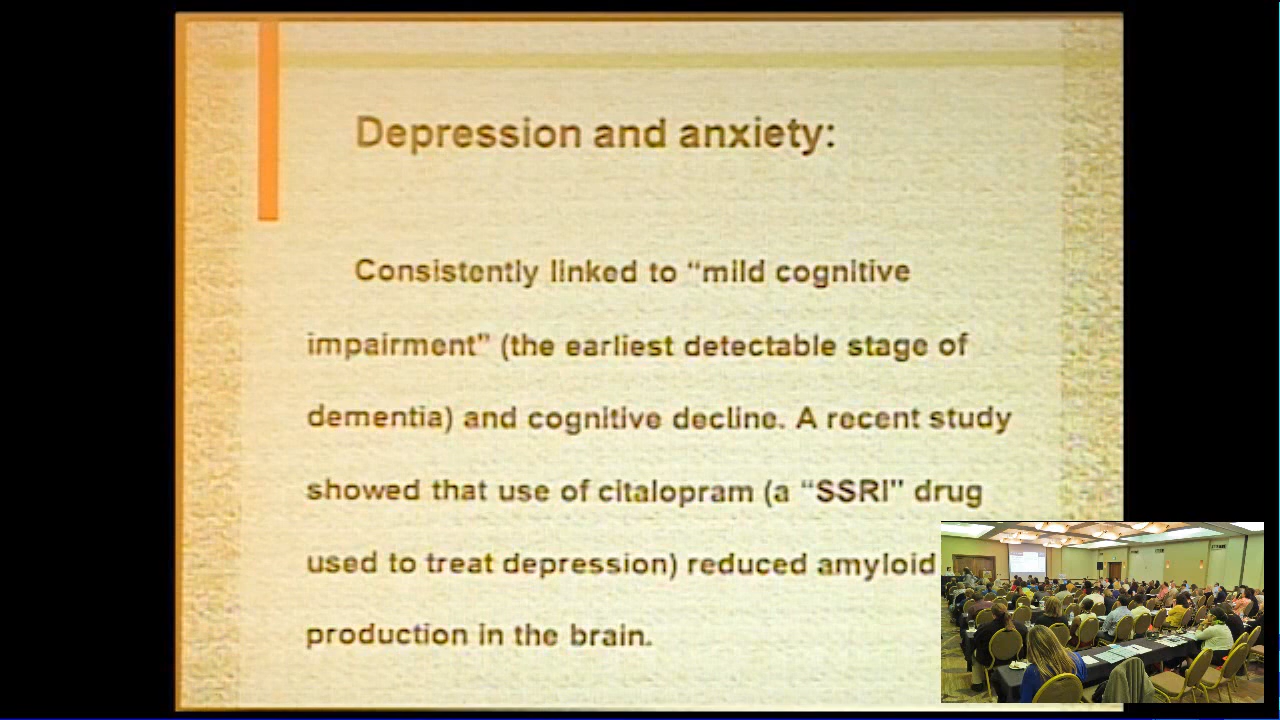 Depression and anxiety:
Consistently linked to “mild cognitive
impairment” (the earliest detectable stage of
dementia) and cognitive decline. A recent study
showed that use of citalopram (a “SSRI” drug
used to treat depression) reduced amyloid
production in the brain.